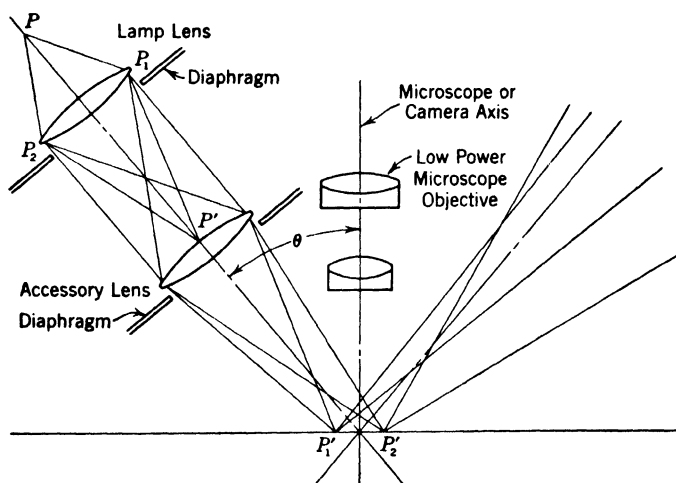 P
Lamp Lens
P₁
Diaphragm
Microscope or
Camera Axis
P₂
Low Power
Microscope
Objective
P′
θ
Accessory Lens
Diaphragm
P₁′
P₂′